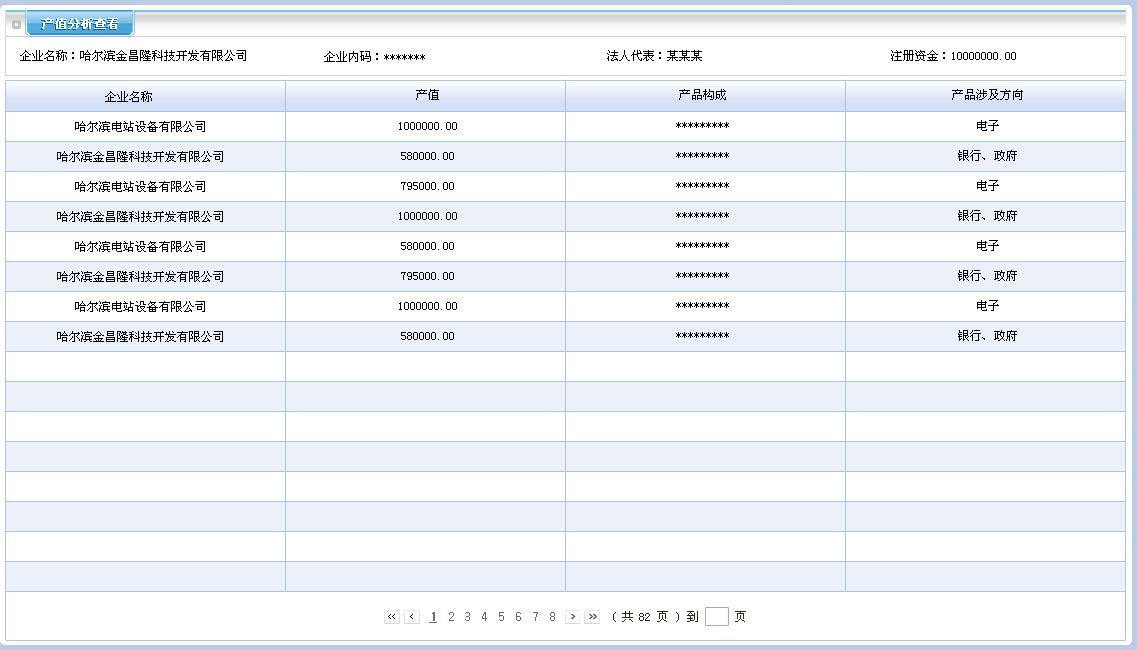 产值分析查看
企业名称：哈尔滨金昌隆科技开发有限公司 企业内码：******* 法人代表：某某某 注册资金：10000000.00
企业名称 产值 产品构成 产品涉及方向
哈尔滨电站设备有限公司 1000000.00 ********* 电子
哈尔滨金昌隆科技开发有限公司 580000.00 ********* 银行、政府
哈尔滨电站设备有限公司 795000.00 ********* 电子
哈尔滨金昌隆科技开发有限公司 1000000.00 ********* 银行、政府
哈尔滨电站设备有限公司 580000.00 ********* 电子
哈尔滨金昌隆科技开发有限公司 795000.00 ********* 银行、政府
哈尔滨电站设备有限公司 1000000.00 ********* 电子
哈尔滨金昌隆科技开发有限公司 580000.00 ********* 银行、政府
« ‹ 1 2 3 4 5 6 7 8 › » （ 共 82 页 ）到 页